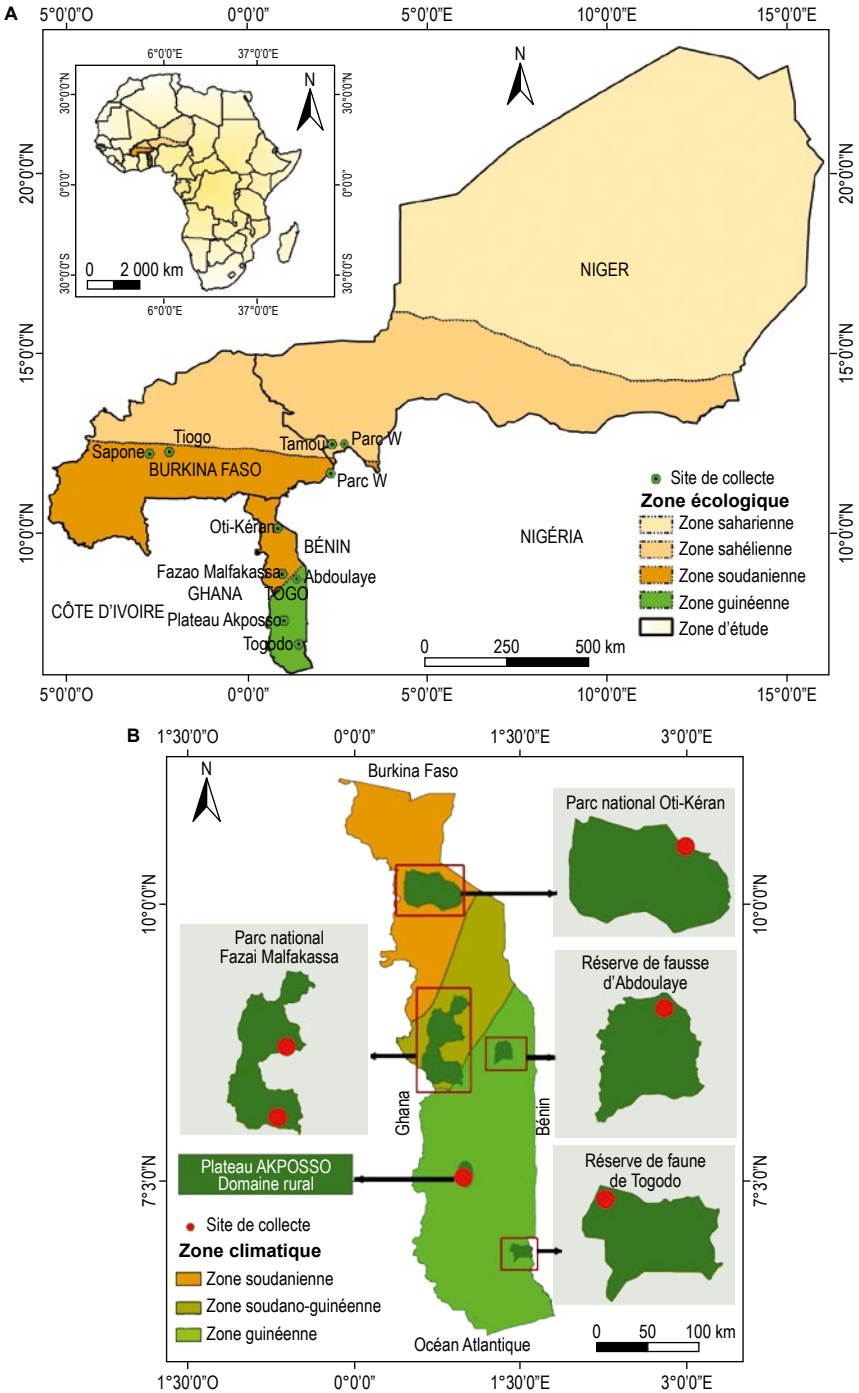 A
5°0'0"O 0°0'0" 5°0'0"E 10°0'0"E 15°0'0"E
6°0'0"E 37°0'0"E
N
N
30°0'0"N 30°0'0"N
0°0'0" 0°0'0"
30°0'0"S 30°0'0"S
0 2 000 km
6°0'0"E 37°0'0"E
20°0'0"N 20°0'0"N
15°0'0"N 15°0'0"N
10°0'0"N 10°0'0"N
NIGER
Tiogo
Sapone
Tamou Parc W
BURKINA FASO
Parc W
Oti-Kéran
BÉNIN
NIGÉRIA
Fazao Malfakassa
Abdoulaye
GHANA TOGO
CÔTE D'IVOIRE
Plateau Akposso
Togodo
Site de collecte
Zone écologique
Zone saharienne
Zone sahélienne
Zone soudanienne
Zone guinéenne
Zone d'étude
0 250 500 km
5°0'0"O 0°0'0" 5°0'0"E 10°0'0"E 15°0'0"E
B
1°30'0"O 0°0'0" 1°30'0"E 3°0'0"E
N
Burkina Faso
Parc national Oti-Kéran
10°0'0"N 10°0'0"N
Parc national
Fazai Malfakassa
Réserve de fausse
d'Abdoulaye
Ghana
Bénin
Plateau AKPOSSO
Domaine rural
Réserve de faune
de Togodo
7°3'0"N 7°3'0"N
Site de collecte
Zone climatique
Zone soudanienne
Zone soudano-guinéenne
Zone guinéenne
Océan Atlantique
0 50 100 km
1°30'0"O 0°0'0" 1°30'0"E 3°0'0"E